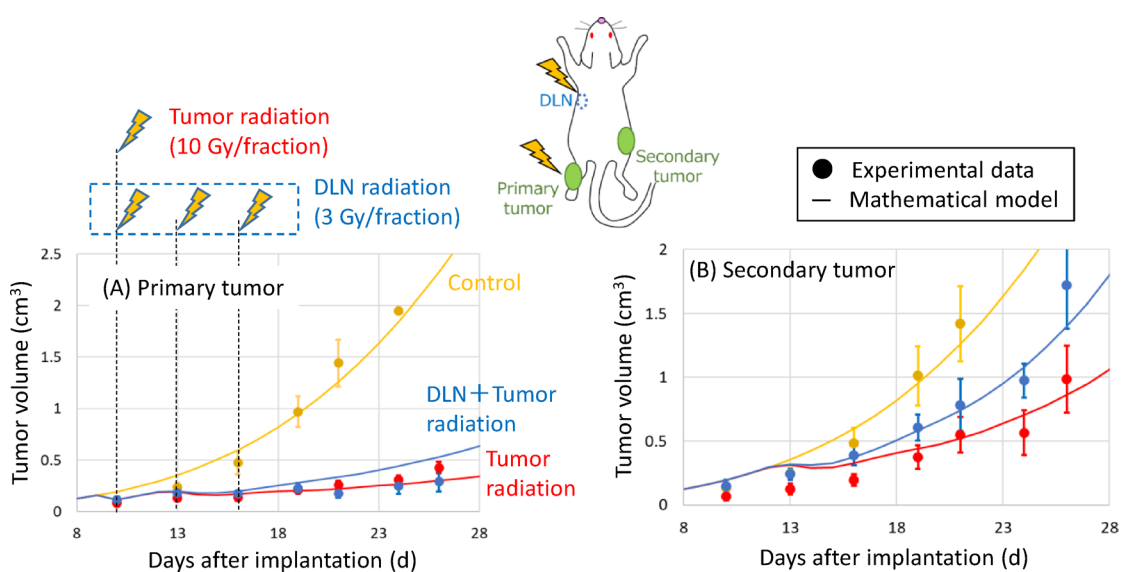 Tumor radiation
(10 Gy/fraction)
DLN radiation
(3 Gy/fraction)
DLN
Primary
tumor
Secondary
tumor
Experimental data
Mathematical model
(A) Primary tumor
Control
DLN＋Tumor
radiation
Tumor
radiation
Tumor volume (cm³)
2.5
2
1.5
1
0.5
0
8
13
18
23
28
Days after implantation (d)
(B) Secondary tumor
Tumor volume (cm³)
2
1.5
1
0.5
0
8
13
18
23
28
Days after implantation (d)